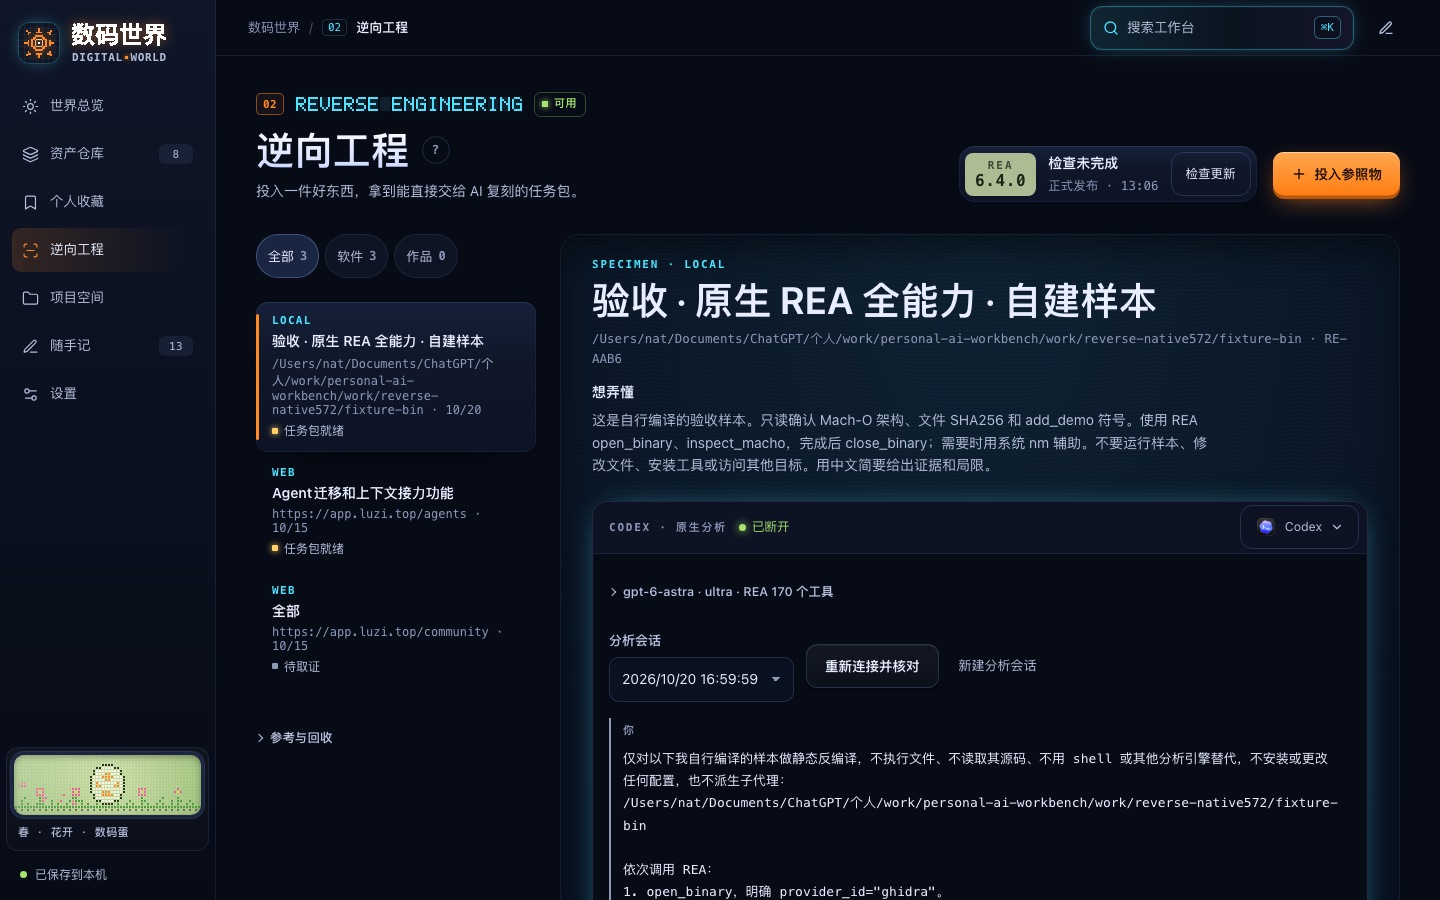 数码世界
DIGITAL WORLD
世界总览
资产仓库 8
个人收藏
逆向工程
项目空间
随手记 13
设置
春 · 花开 · 数码蛋
已保存到本机
数码世界 / 02 逆向工程
搜索工作台 ⌘K
02 REVERSE ENGINEERING 可用
逆向工程 ?
投入一件好东西，拿到能直接交给 AI 复刻的任务包。
REA
6.4.0
检查未完成
正式发布 · 13:06
检查更新
+ 投入参照物
全部 3 软件 3 作品 0
LOCAL
验收 · 原生 REA 全能力 · 自建样本
/Users/nat/Documents/ChatGPT/个
人/work/personal-ai-
workbench/work/reverse-
native572/fixture-bin · 10/20
任务包就绪
WEB
Agent迁移和上下文接力功能
https://app.luzi.top/agents ·
10/15
任务包就绪
WEB
全部
https://app.luzi.top/community ·
10/15
待取证
参考与回收
SPECIMEN · LOCAL
验收 · 原生 REA 全能力 · 自建样本
/Users/nat/Documents/ChatGPT/个人/work/personal-ai-workbench/work/reverse-native572/fixture-bin · RE-
AAB6
想弄懂
这是自行编译的验收样本。只读确认 Mach-O 架构、文件 SHA256 和 add_demo 符号。使用 REA
open_binary、inspect_macho，完成后 close_binary；需要时用系统 nm 辅助。不要运行样本、修
改文件、安装工具或访问其他目标。用中文简要给出证据和局限。
CODEX · 原生分析 已断开
Codex
gpt-6-astra · ultra · REA 170 个工具
分析会话
2026/10/20 16:59:59
重新连接并核对
新建分析会话
你
仅对以下我自行编译的样本做静态反编译，不执行文件、不读取其源码、不用 shell 或其他分析引擎替代，不安装或更改
任何配置，也不派生子代理：
/Users/nat/Documents/ChatGPT/个人/work/personal-ai-workbench/work/reverse-native572/fixture-
bin
依次调用 REA：
1. open_binary，明确 provider_id="ghidra"。